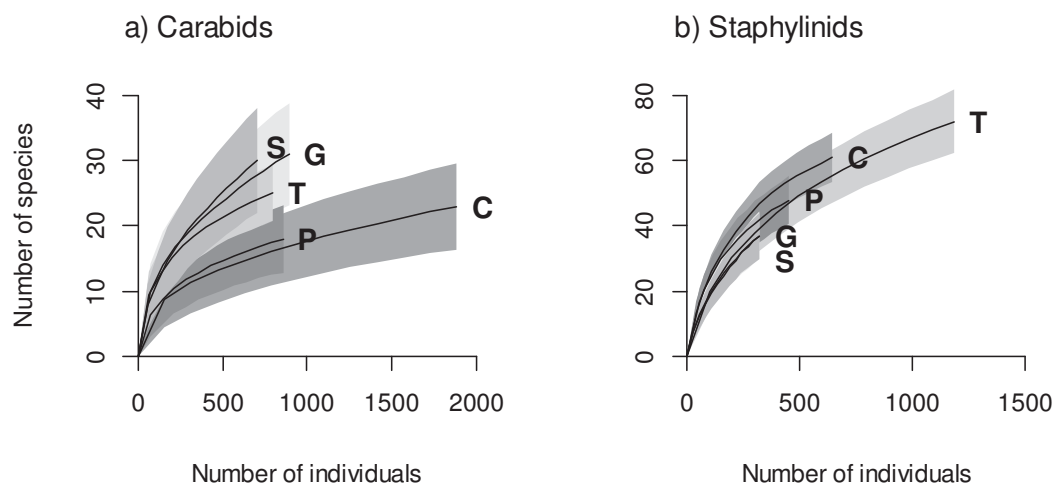 a) Carabids
Number of species
40
30
20
10
0
S
G
T
P
C
0 500 1000 1500 2000
Number of individuals
b) Staphylinids
80
60
40
20
0
T
C
P
G
S
0 500 1000 1500
Number of individuals